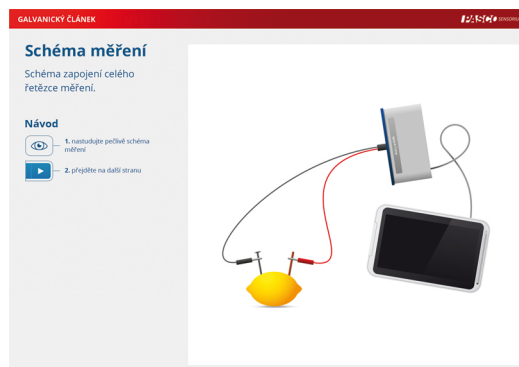 GALVANICKÝ ČLÁNEK
PASCO
Schéma měření
Schéma zapojení celého
řetězce měření.
Návod
1. nastudujte pečlivě schéma
měření
2. přejděte na další stranu